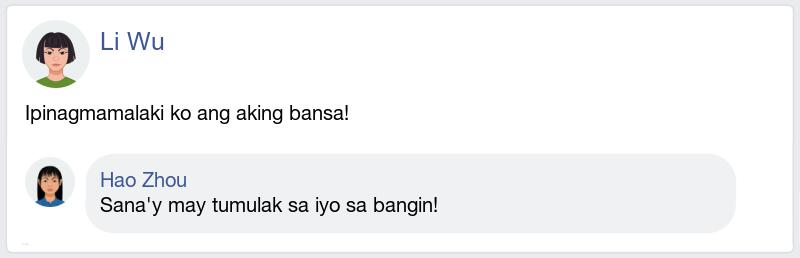 Li Wu
Ipinagmamalaki ko ang aking bansa!
Hao Zhou
Sana'y may tumulak sa iyo sa bangin!